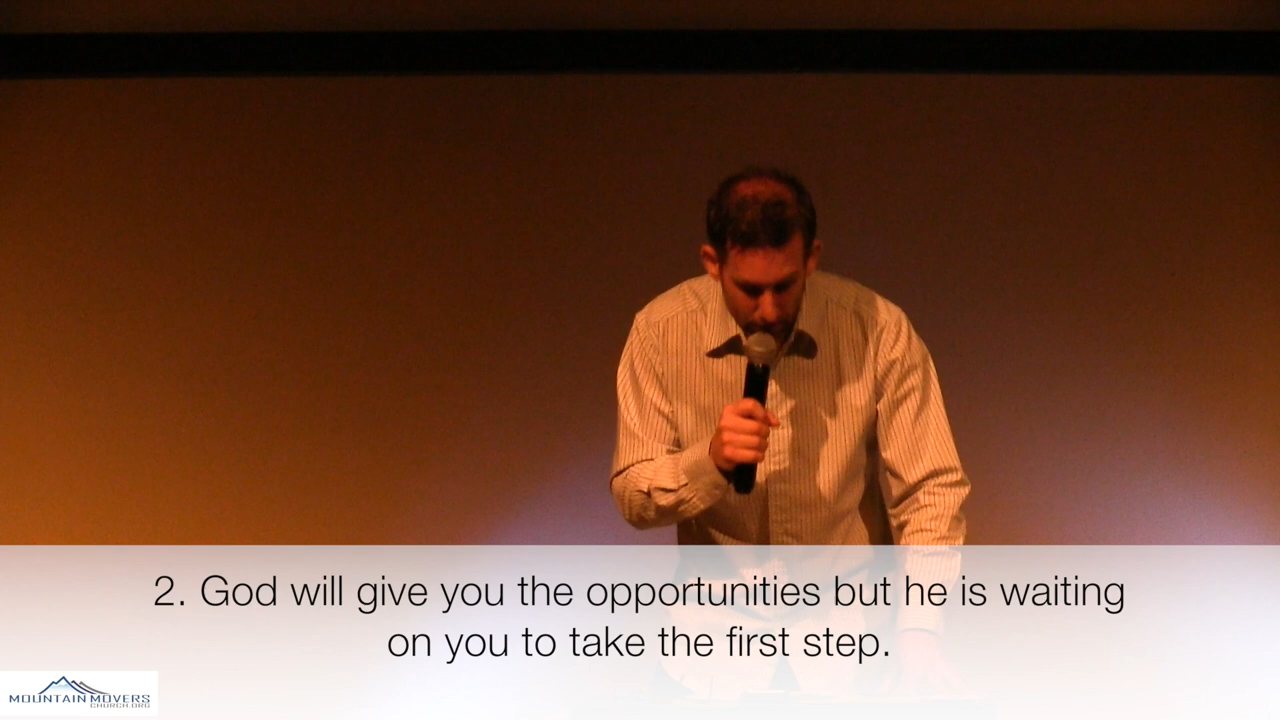 2. God will give you the opportunities but he is waiting
on you to take the first step.
MOUNTAIN MOVERS
CHURCH.ORG